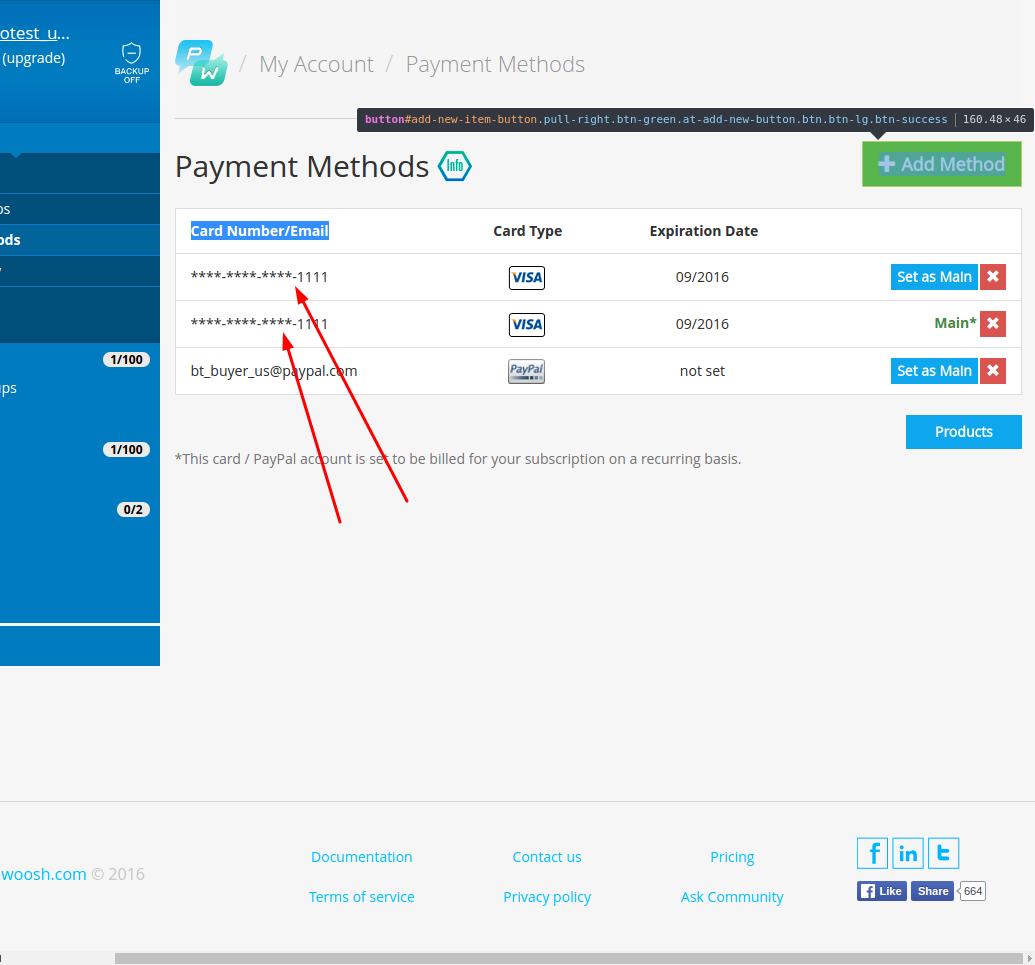 otest_u...
(upgrade)
BACKUP
OFF
PW / My Account / Payment Methods
button#add-new-item-button.pull-right.btn-green.at-add-new-button.btn.btn-lg.btn-success | 160.48 × 46
Payment Methods Info
Add Method
Card Number/Email Card Type Expiration Date
****-****-****-1111 VISA 09/2016 Set as Main
****-****-****-1111 VISA 09/2016 Main*
bt_buyer_us@paypal.com PayPal not set Set as Main
Products
*This card / PayPal account is set to be billed for your subscription on a recurring basis.
os
ods
1/100
ups
1/100
0/2
woosh.com © 2016
Documentation Contact us Pricing
Terms of service Privacy policy Ask Community
f in t
f Like Share 664